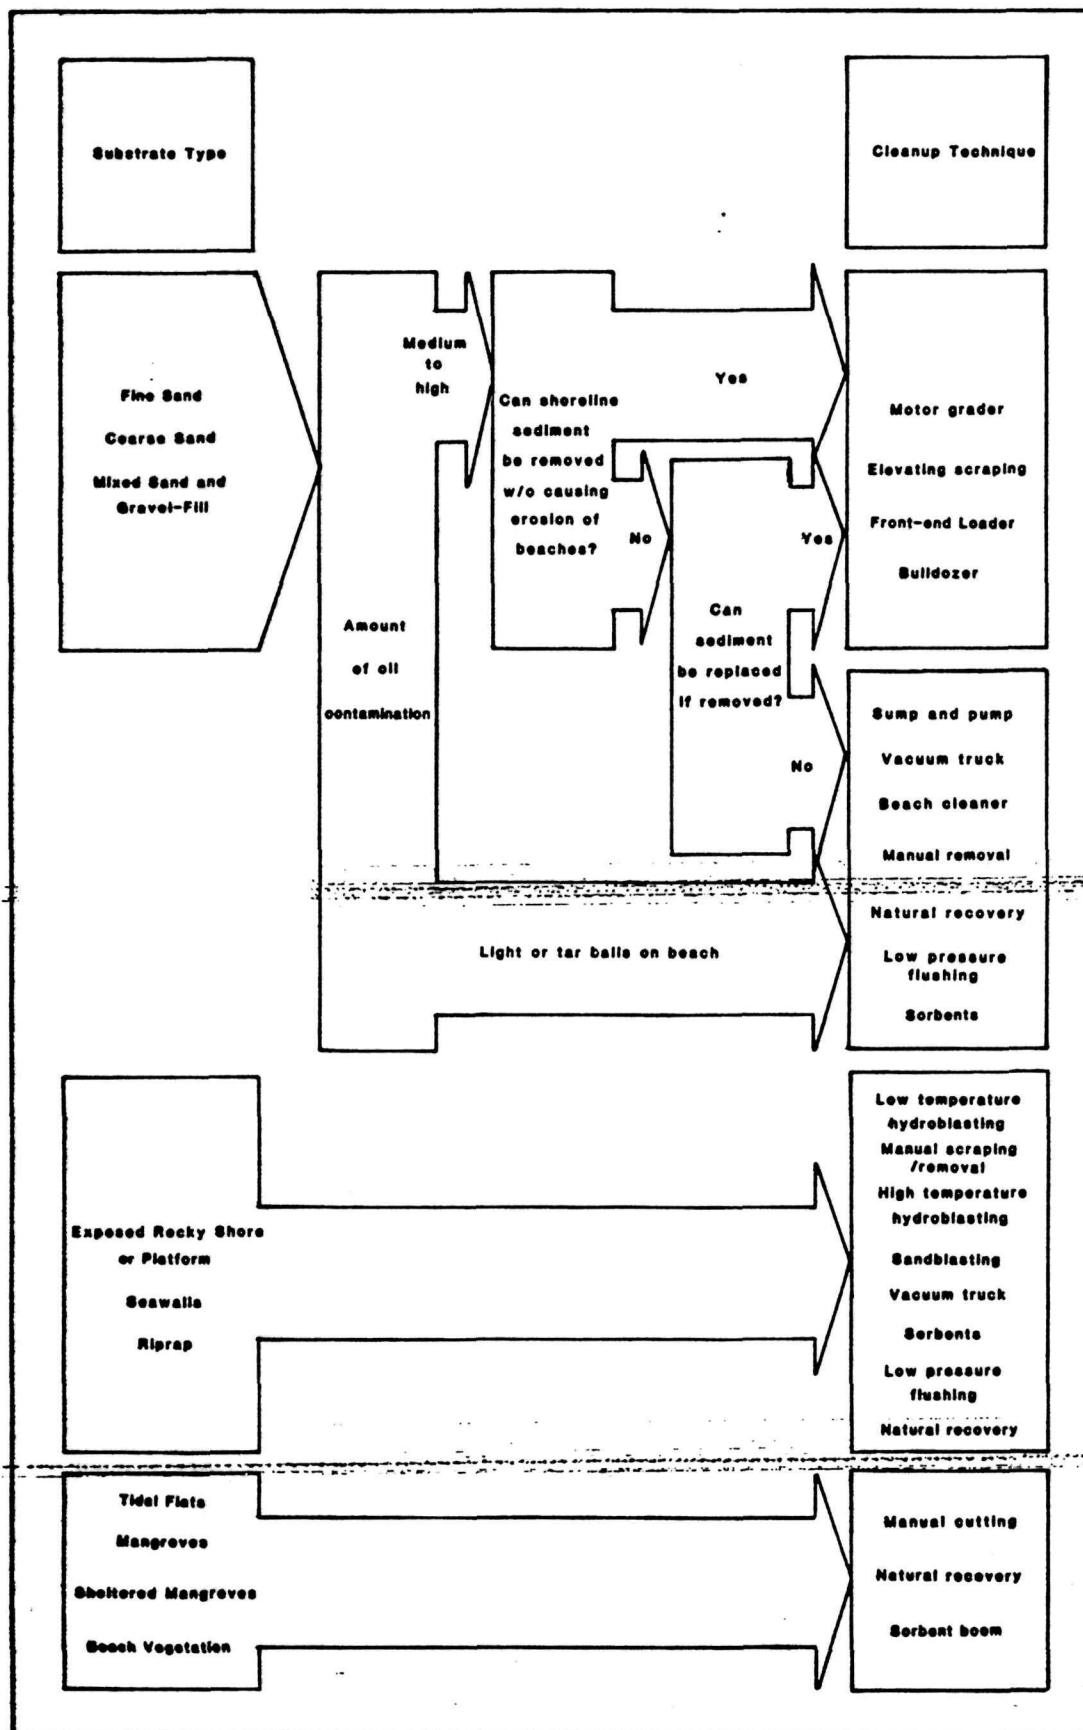 Substrate Type
Cleanup Technique
Fine Sand
Coarse Sand
Mixed Sand and
Gravel-Fill
Amount
of oil
contamination
Medium
to
high
Can shoreline
sediment
be removed
w/o causing
erosion of
beaches?
Yes
No
Can
sediment
be replaced
if removed?
Yes
No
Light or tar balls on beach
Motor grader
Elevating scraping
Front-end Loader
Bulldozer
Sump and pump
Vacuum truck
Beach cleaner
Manual removal
Natural recovery
Low pressure
flushing
Sorbents
Exposed Rocky Shore
or Platform
Seawalls
Riprap
Low temperature
hydroblasting
Manual scraping
/removal
High temperature
hydroblasting
Sandblasting
Vacuum truck
Sorbents
Low pressure
flushing
Natural recovery
Tidal Flats
Mangroves
Sheltered Mangroves
Beach Vegetation
Manual cutting
Natural recovery
Sorbent boom